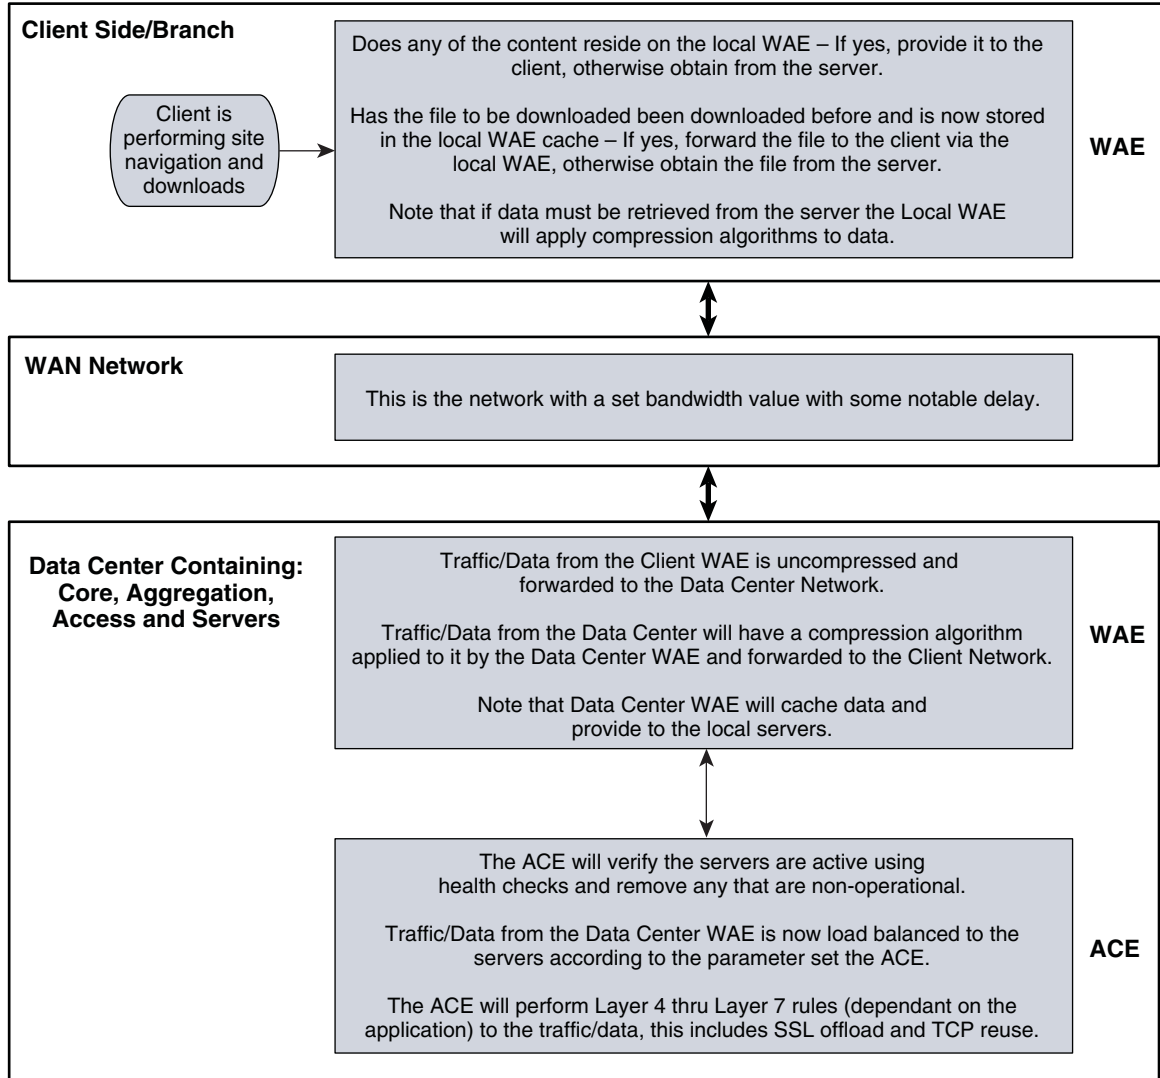 Client Side/Branch
Client is
performing site
navigation and
downloads
Does any of the content reside on the local WAE – If yes, provide it to the
client, otherwise obtain from the server.
Has the file to be downloaded been downloaded before and is now stored
in the local WAE cache – If yes, forward the file to the client via the
local WAE, otherwise obtain the file from the server.
Note that if data must be retrieved from the server the Local WAE
will apply compression algorithms to data.
WAE
WAN Network
This is the network with a set bandwidth value with some notable delay.
Data Center Containing:
Core, Aggregation,
Access and Servers
Traffic/Data from the Client WAE is uncompressed and
forwarded to the Data Center Network.
Traffic/Data from the Data Center will have a compression algorithm
applied to it by the Data Center WAE and forwarded to the Client Network.
Note that Data Center WAE will cache data and
provide to the local servers.
WAE
The ACE will verify the servers are active using
health checks and remove any that are non-operational.
Traffic/Data from the Data Center WAE is now load balanced to the
servers according to the parameter set the ACE.
The ACE will perform Layer 4 thru Layer 7 rules (dependant on the
application) to the traffic/data, this includes SSL offload and TCP reuse.
ACE